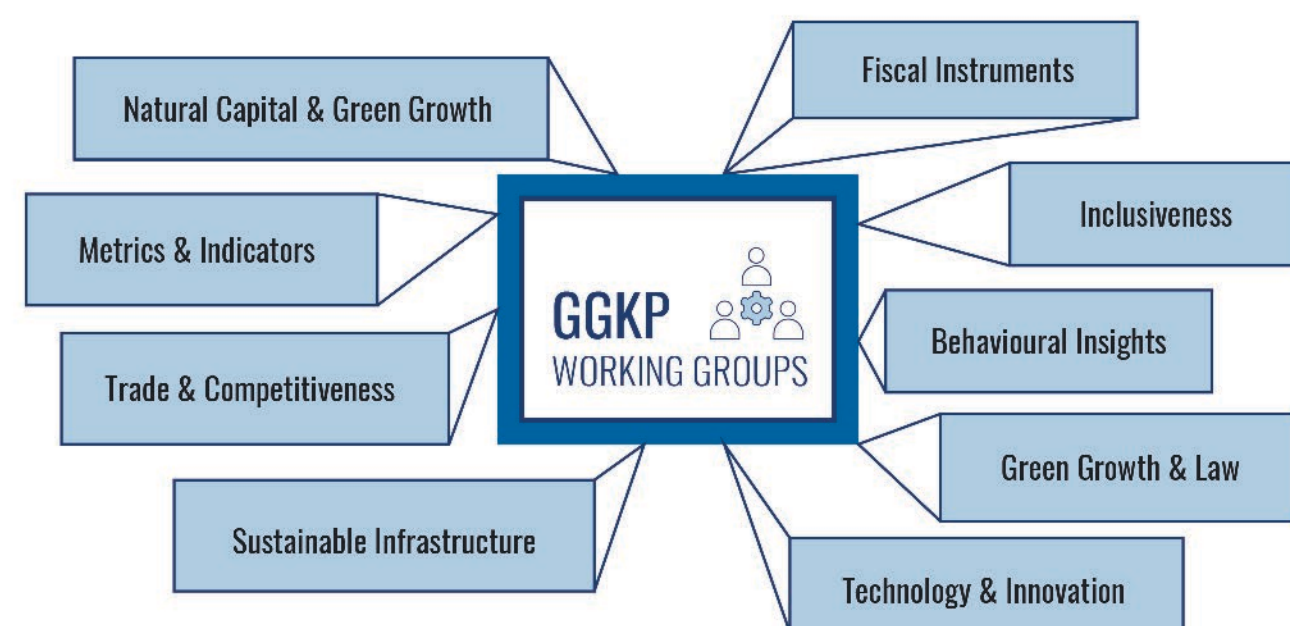 Natural Capital & Green Growth
Fiscal Instruments
Metrics & Indicators
Inclusiveness
GGKP
WORKING GROUPS
Trade & Competitiveness
Behavioural Insights
Green Growth & Law
Sustainable Infrastructure
Technology & Innovation